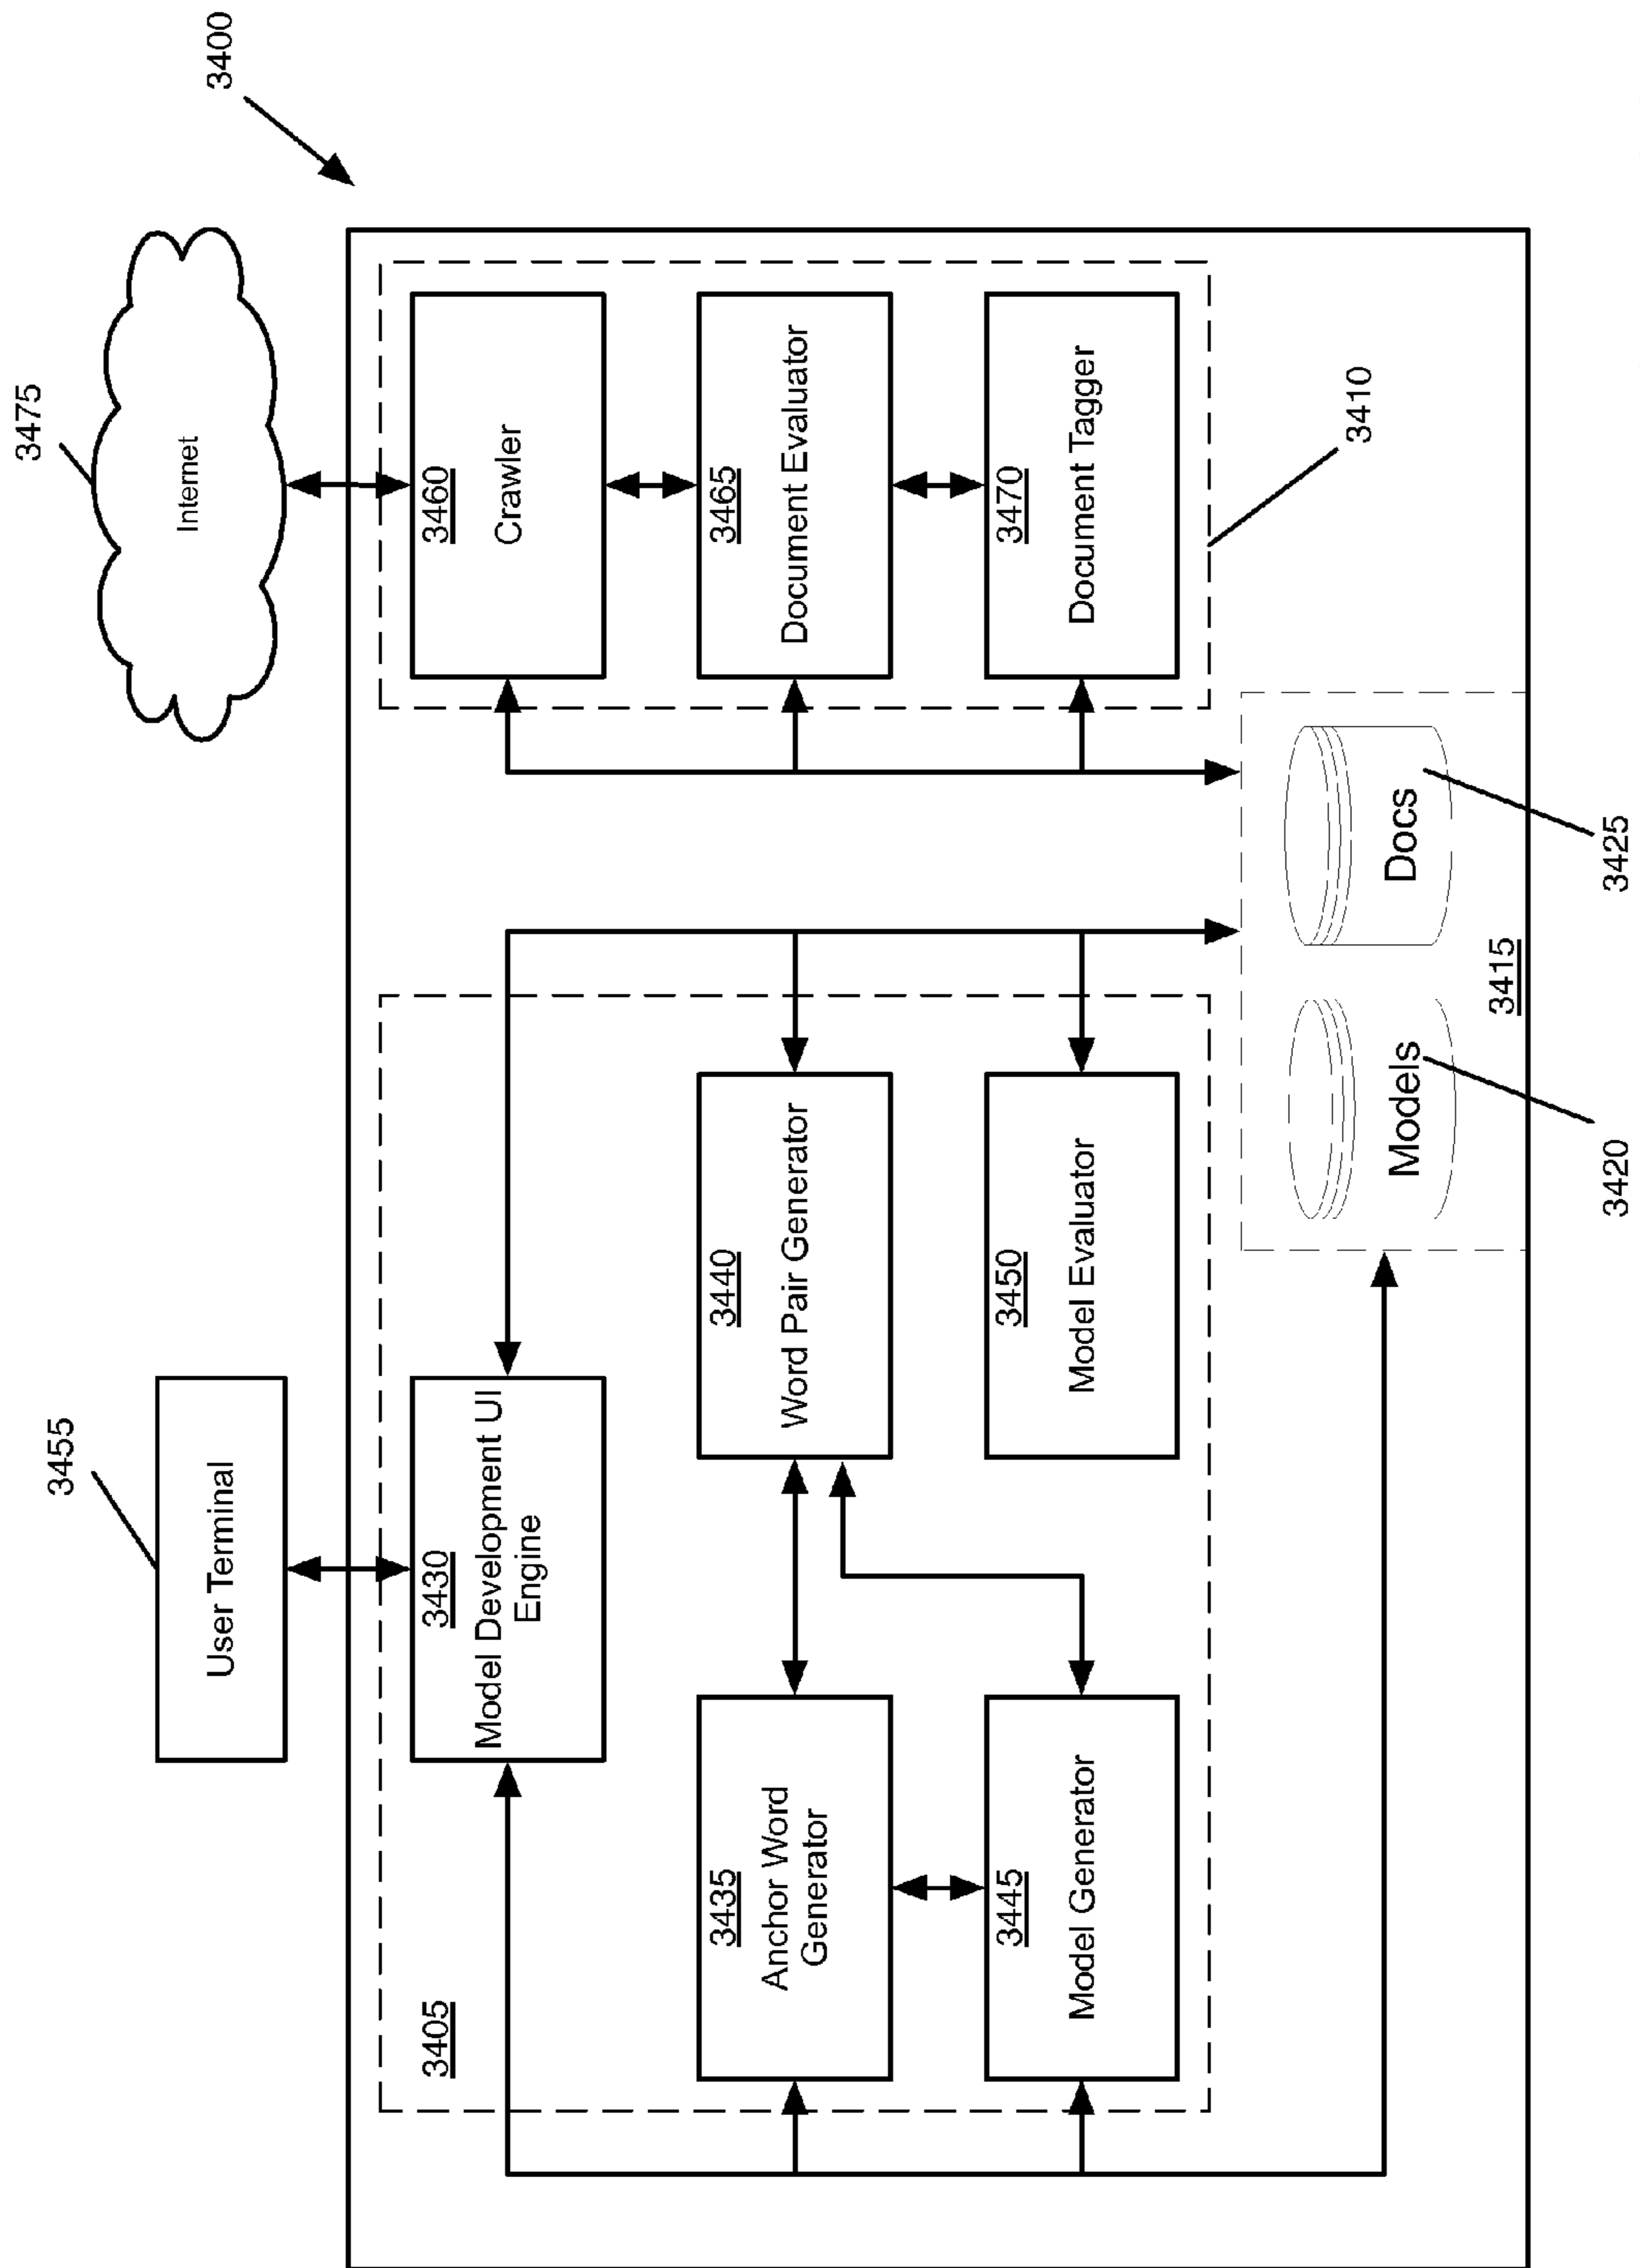 3400
3475
Internet
3455
User Terminal
3405
3430
Model Development UI
Engine
3460
Crawler
3435
Anchor Word
Generator
3440
Word Pair Generator
3465
Document Evaluator
3445
Model Generator
3450
Model Evaluator
3470
Document Tagger
3410
Models
Docs
3415
3420
3425